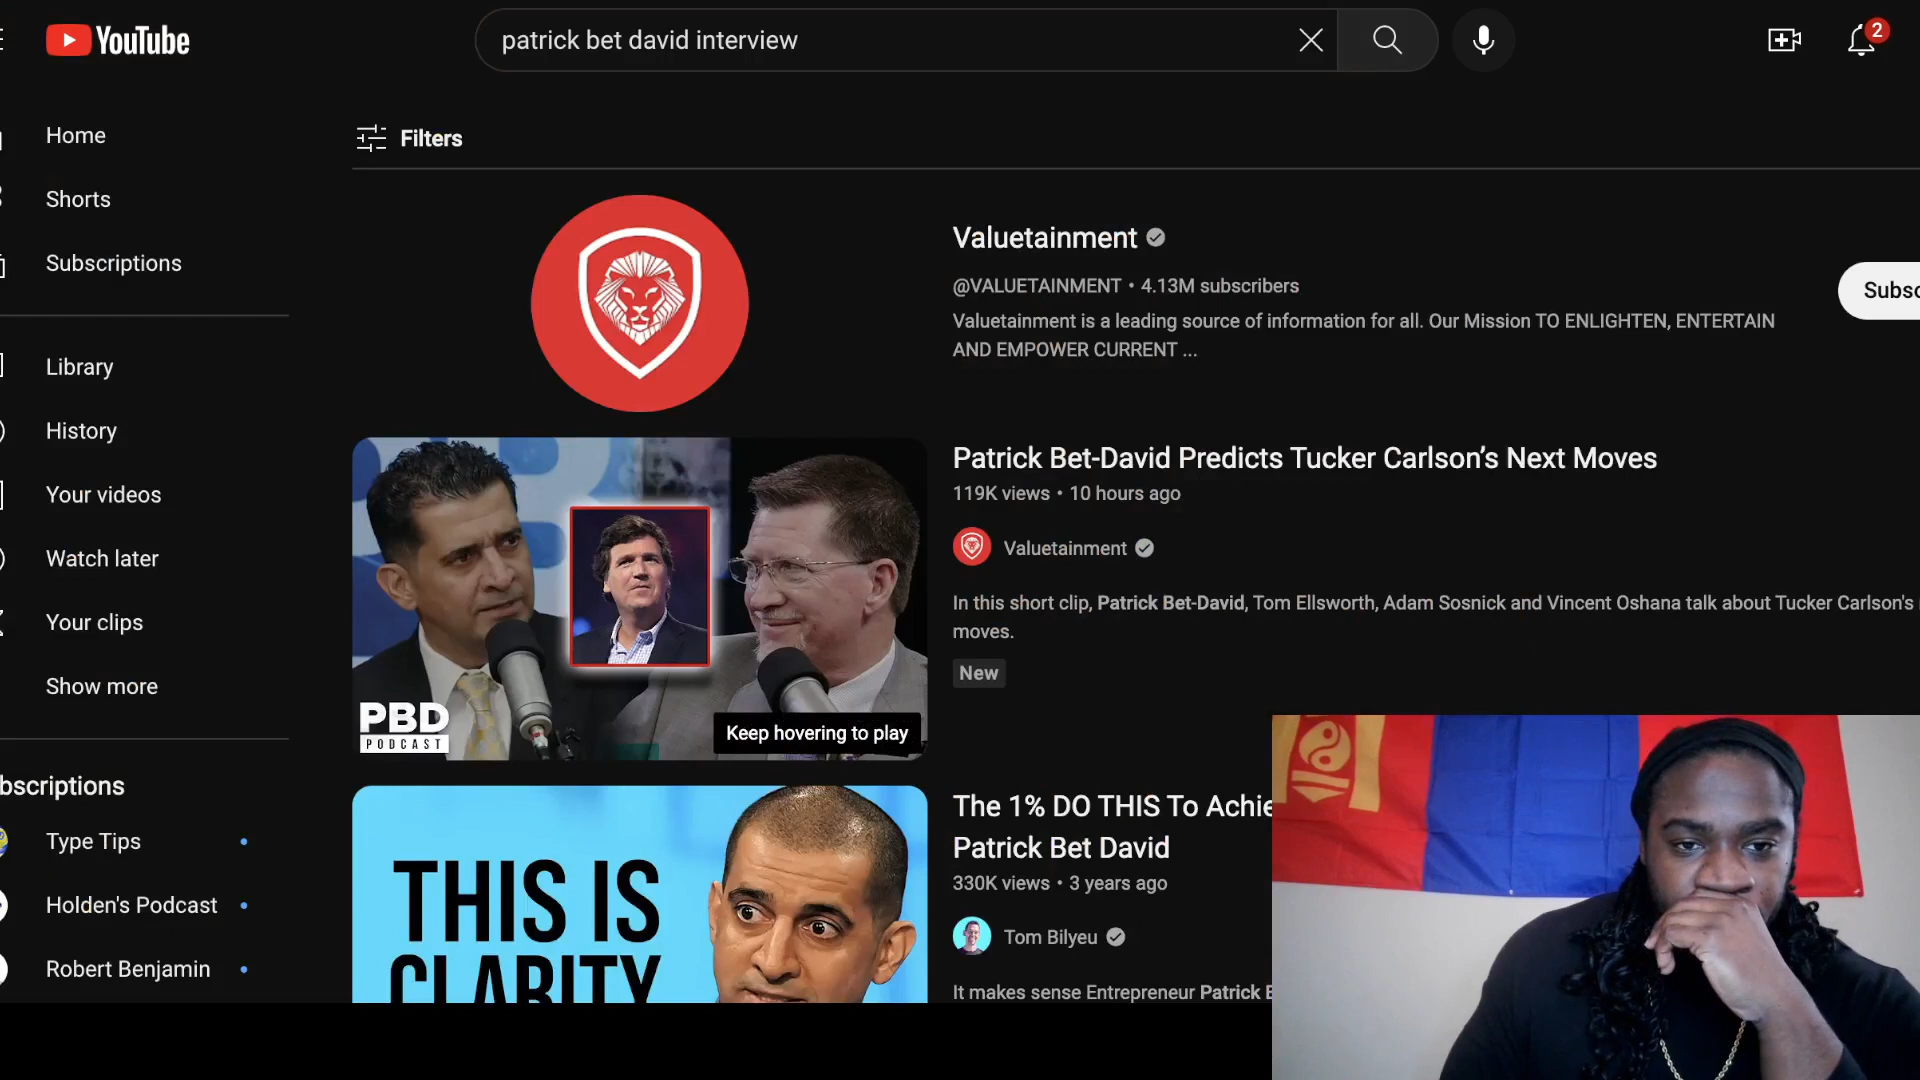 YouTube
patrick bet david interview
2
Home
Shorts
Subscriptions
Library
History
Your videos
Watch later
Your clips
Show more
bscriptions
Type Tips
Holden's Podcast
Robert Benjamin
Filters
Valuetainment
@VALUETAINMENT • 4.13M subscribers
Valuetainment is a leading source of information for all. Our Mission TO ENLIGHTEN, ENTERTAIN
AND EMPOWER CURRENT ...
Subsc
PBD
PODCAST
Keep hovering to play
Patrick Bet-David Predicts Tucker Carlson’s Next Moves
119K views • 10 hours ago
Valuetainment
In this short clip, Patrick Bet-David, Tom Ellsworth, Adam Sosnick and Vincent Oshana talk about Tucker Carlson's
moves.
New
THIS IS
CLARITY
The 1% DO THIS To Achie
Patrick Bet David
330K views • 3 years ago
Tom Bilyeu
It makes sense Entrepreneur Patrick B